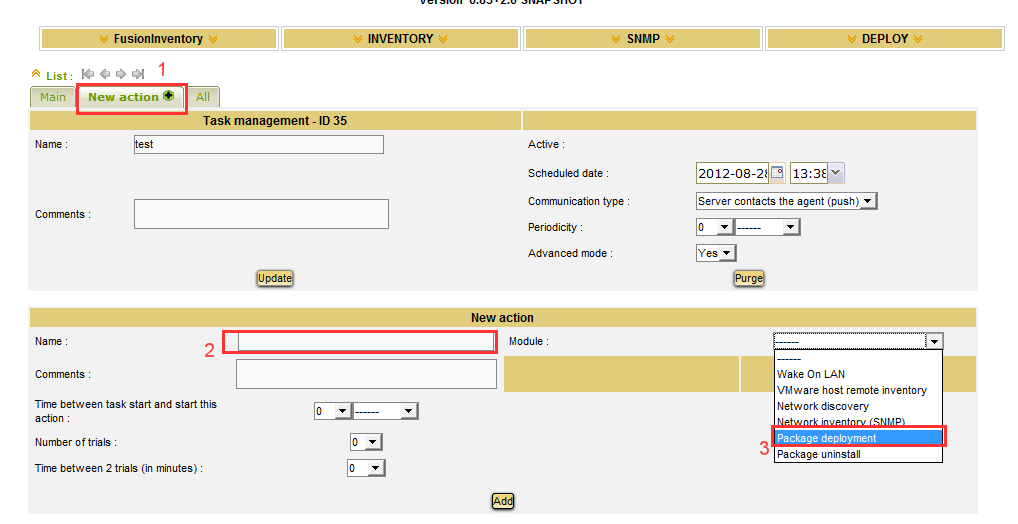 Version 0.83+2.0 SNAPSHOT
FusionInventory INVENTORY SNMP DEPLOY
List :
1
Main New action All
Task management - ID 35
Name : test Active :
Scheduled date : 2012-08-28 13:38
Communication type : Server contacts the agent (push)
Comments :
Periodicity : 0 ------
Advanced mode : Yes
Update Purge
New action
Name : 2 Module : ------
------
Comments : Wake On LAN
VMware host remote inventory
Time between task start and start this
action : 0 ------
Network discovery
Network inventory (SNMP)
Number of trials : 0
3 Package deployment
Package uninstall
Time between 2 trials (in minutes) : 0
Add